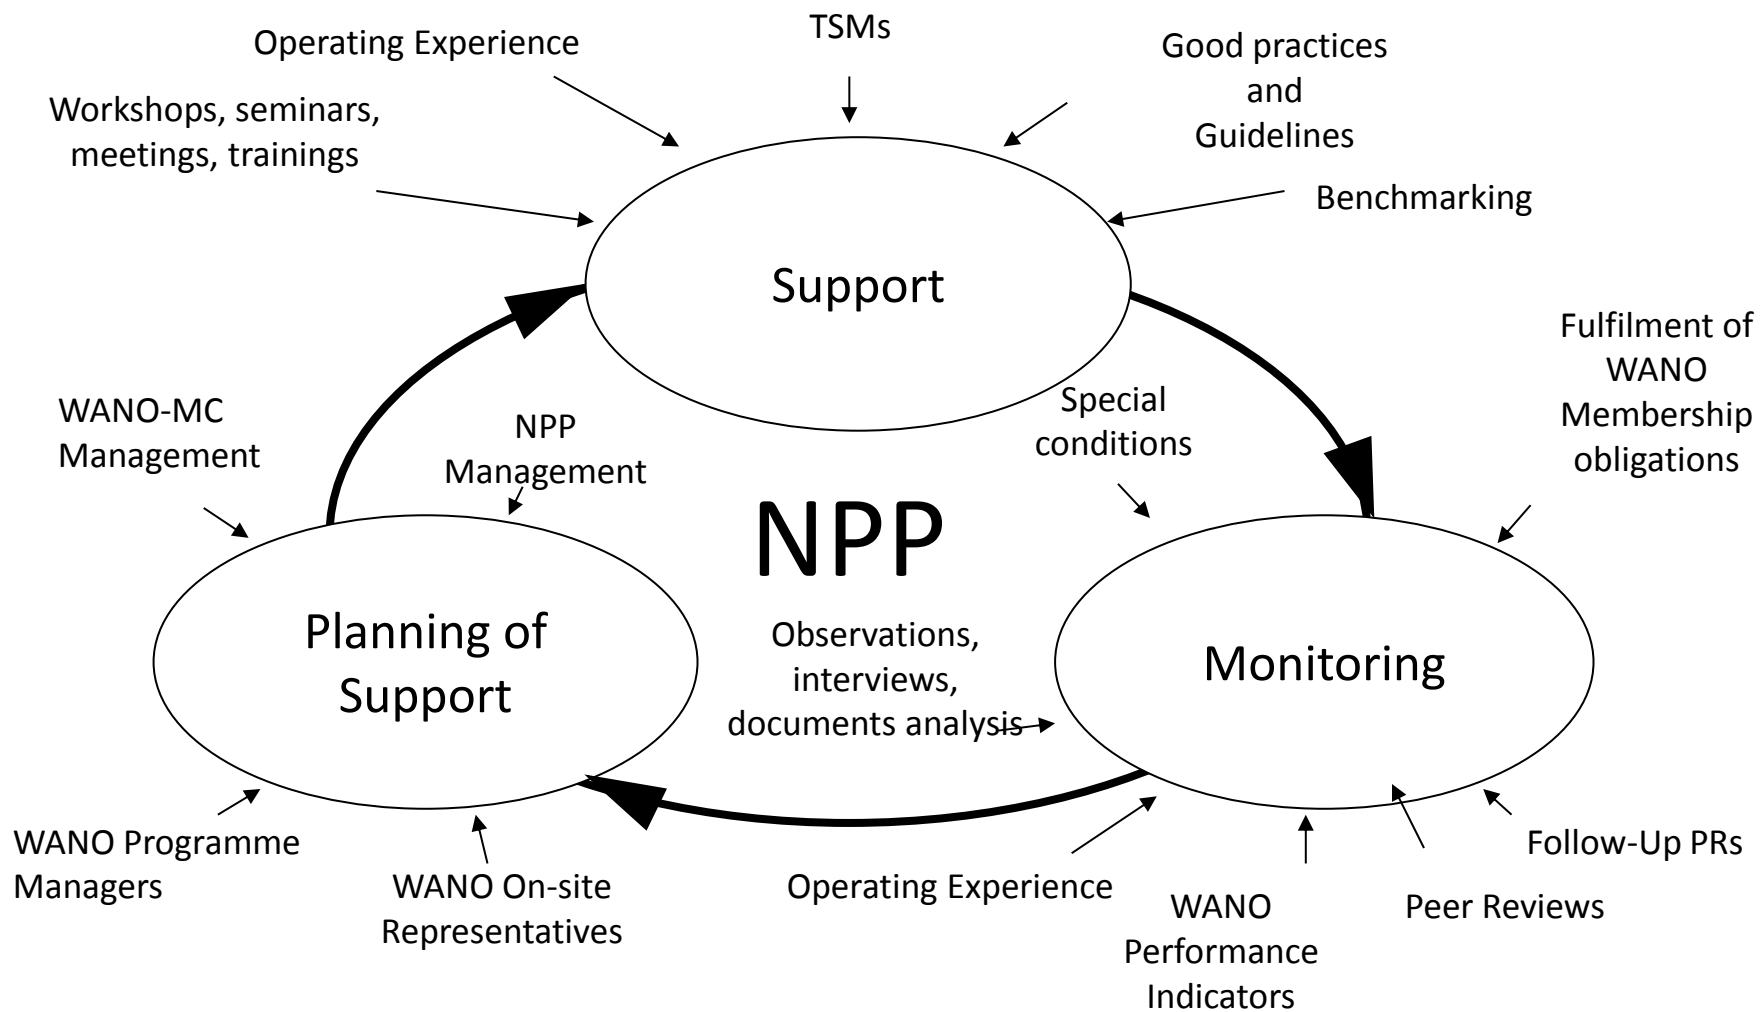 TSMs
Operating Experience
Good practices
and
Guidelines
Workshops, seminars,
meetings, trainings
Benchmarking
Support
Fulfilment of
WANO
Membership
obligations
Special
conditions
WANO-MC
Management
NPP
Management
NPP
Planning of
Support
Observations,
interviews,
documents analysis
Monitoring
WANO Programme
Managers
WANO On-site
Representatives
Operating Experience
WANO
Performance
Indicators
Peer Reviews
Follow-Up PRs